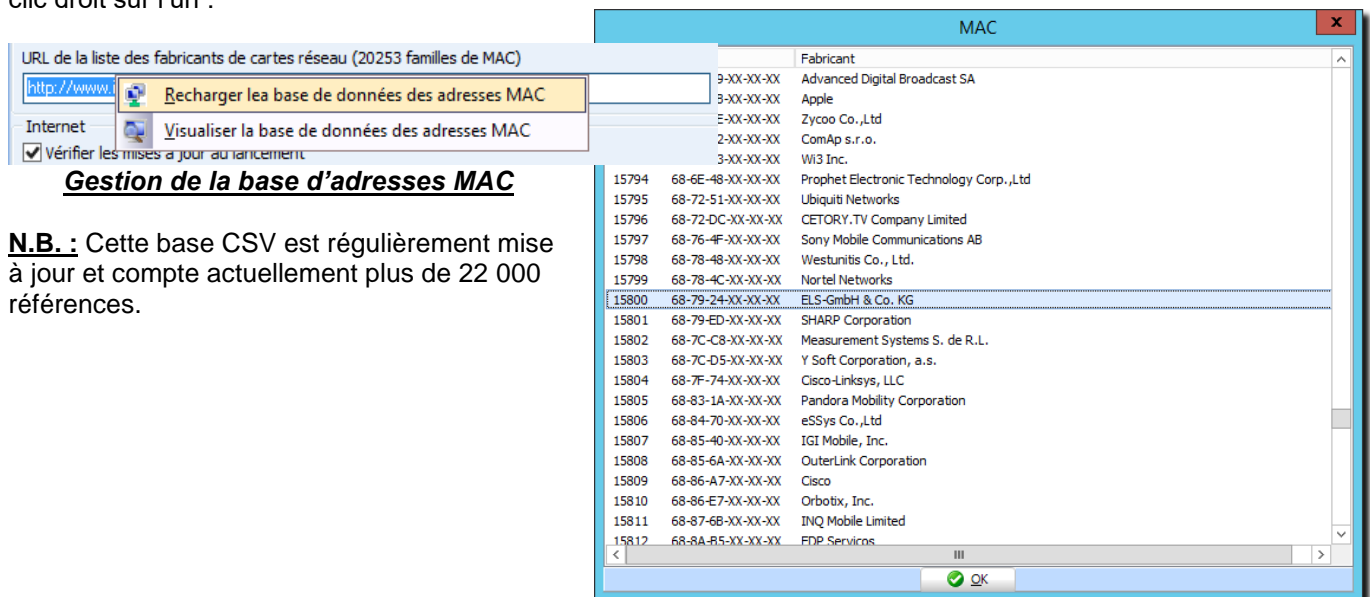 clic droit sur l'un :
URL de la liste des fabricants de cartes réseau (20253 familles de MAC)
http://www.
Recharger lea base de données des adresses MAC
Internet
Visualiser la base de données des adresses MAC
Vérifier les mises à jour au lancement
Gestion de la base d'adresses MAC
N.B. : Cette base CSV est régulièrement mise
à jour et compte actuellement plus de 22 000
références.
MAC
x
Fabricant
9-XX-XX-XX Advanced Digital Broadcast SA
3-XX-XX-XX Apple
E-XX-XX-XX Zycoo Co.,Ltd
2-XX-XX-XX ComAp s.r.o.
3-XX-XX-XX Wi3 Inc.
15794 68-6E-48-XX-XX-XX Prophet Electronic Technology Corp.,Ltd
15795 68-72-51-XX-XX-XX Ubiquiti Networks
15796 68-72-DC-XX-XX-XX CETORY.TV Company Limited
15797 68-76-4F-XX-XX-XX Sony Mobile Communications AB
15798 68-78-48-XX-XX-XX Westunitis Co., Ltd.
15799 68-78-4C-XX-XX-XX Nortel Networks
15800 68-79-24-XX-XX-XX ELS-GmbH & Co. KG
15801 68-79-ED-XX-XX-XX SHARP Corporation
15802 68-7C-C8-XX-XX-XX Measurement Systems S. de R.L.
15803 68-7C-D5-XX-XX-XX Y Soft Corporation, a.s.
15804 68-7F-74-XX-XX-XX Cisco-Linksys, LLC
15805 68-83-1A-XX-XX-XX Pandora Mobility Corporation
15806 68-84-70-XX-XX-XX eSSys Co.,Ltd
15807 68-85-40-XX-XX-XX IGI Mobile, Inc.
15808 68-85-6A-XX-XX-XX OuterLink Corporation
15809 68-86-A7-XX-XX-XX Cisco
15810 68-86-E7-XX-XX-XX Orbotix, Inc.
15811 68-87-6B-XX-XX-XX INQ Mobile Limited
15812 68-8A-B5-XX-XX-XX EDP Servicos
OK